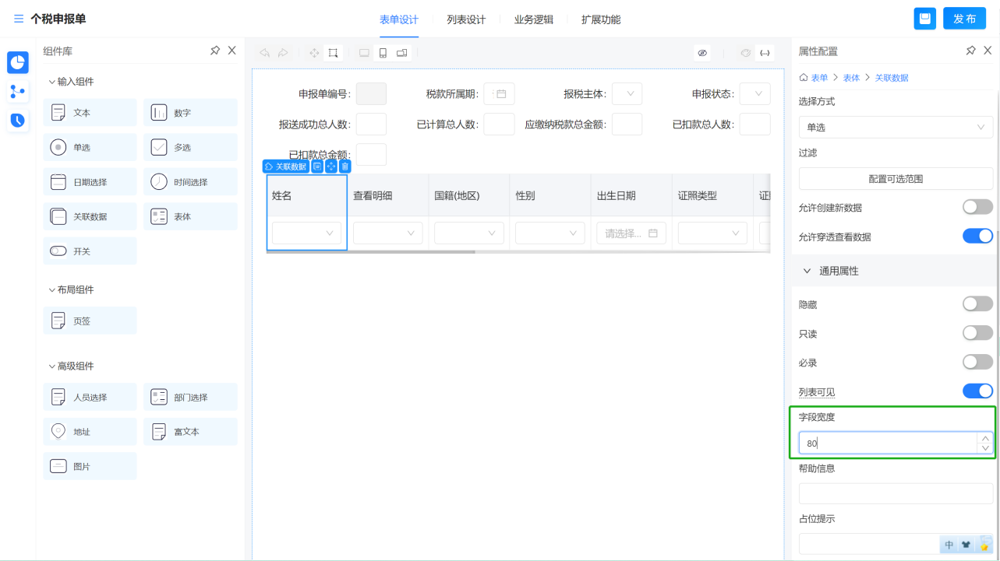 个税申报单
表单设计
列表设计
业务逻辑
扩展功能
发布
组件库
输入组件
文本
数字
单选
多选
日期选择
时间选择
关联数据
表体
开关
布局组件
页签
高级组件
人员选择
部门选择
地址
富文本
图片
申报单编号:
税款所属期:
报税主体:
申报状态:
报送成功总人数:
已计算总人数:
应缴纳税款总金额:
已扣款总人数:
已扣款总金额:
关联数据
姓名
查看明细
国籍(地区)
性别
出生日期
证照类型
请选择...
属性配置
表单 > 表体 > 关联数据
选择方式
单选
过滤
配置可选范围
允许创建新数据
允许穿透查看数据
通用属性
隐藏
只读
必录
列表可见
字段宽度
80
帮助信息
占位提示
中